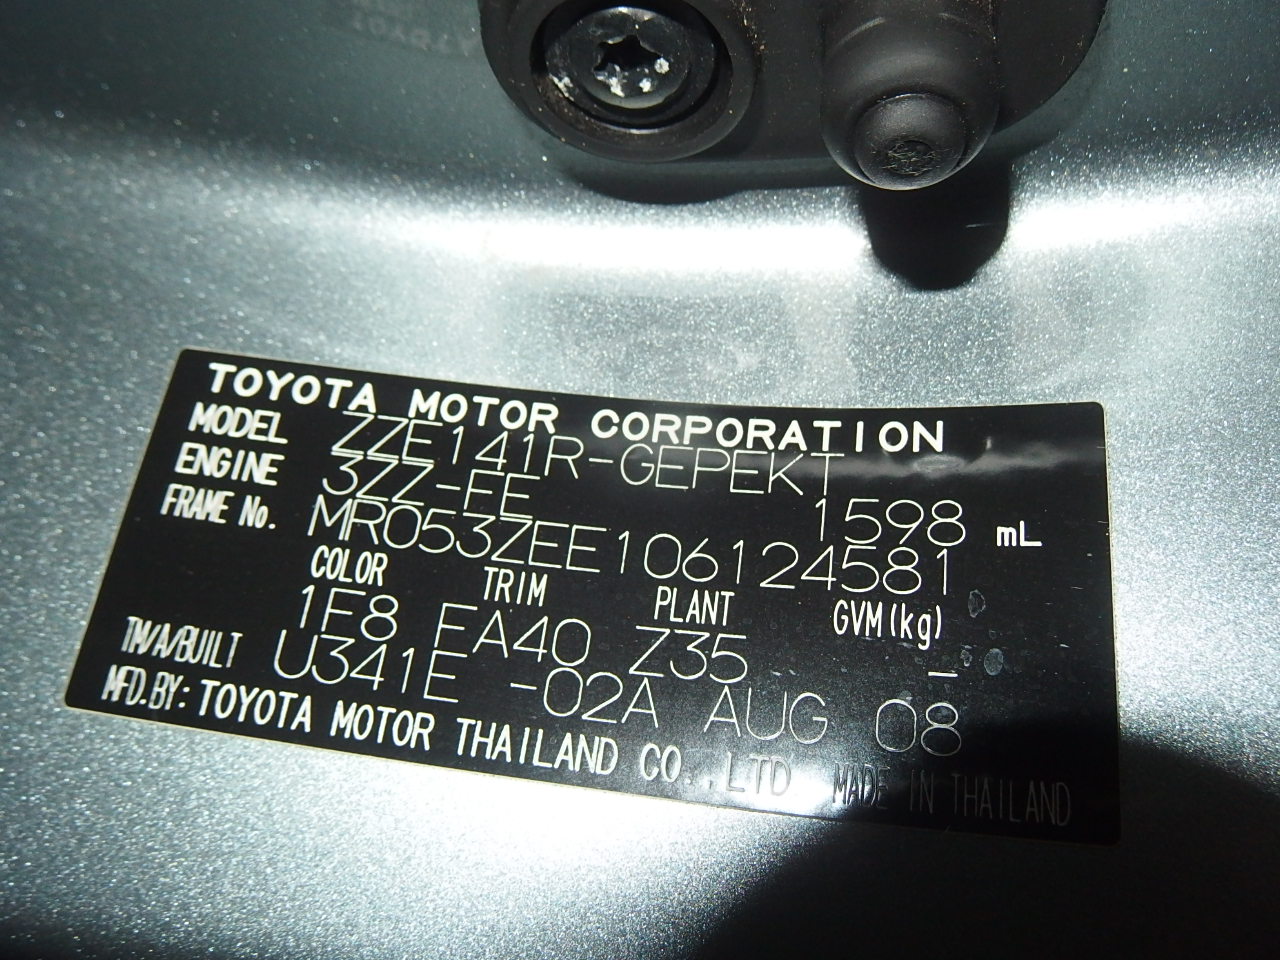 TOYOTA MOTOR CORPORATION
MODEL ZZE141R-GEPEKT
ENGINE 3ZZ-FE 1598 mL
FRAME No. MR053ZEE106124581
COLOR TRIM PLANT GVM(kg)
1F8 FA40 Z35 -
TM/A/BUILT U341E -02A AUG 08
MFD.BY: TOYOTA MOTOR THAILAND CO.,LTD MADE IN THAILAND